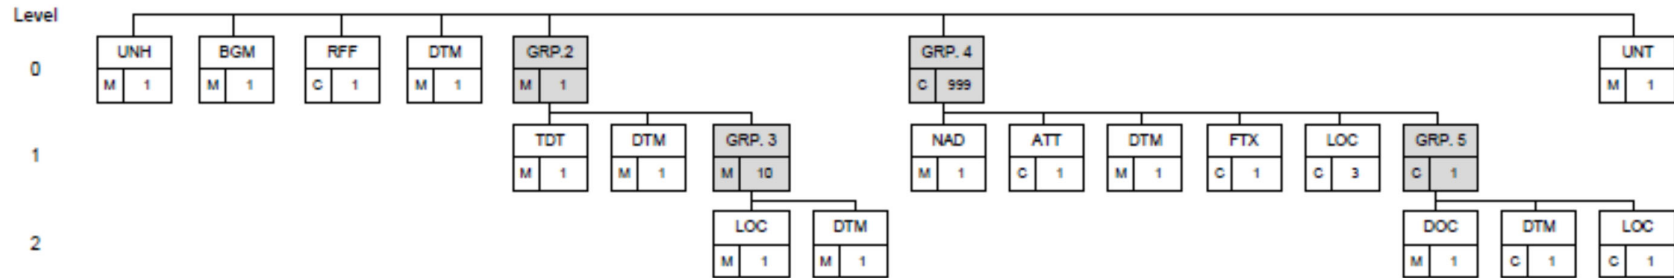 Level
UNH BGM RFF DTM GRP.2 GRP. 4 UNT
0
M 1 M 1 C 1 M 1 M 1 C 999 M 1
TDT DTM GRP. 3 NAD ATT DTM FTX LOC GRP. 5
1
M 1 M 1 M 10 M 1 C 1 M 1 C 1 C 3 C 1
LOC DTM DOC DTM LOC
2
M 1 M 1 M 1 C 1 C 1